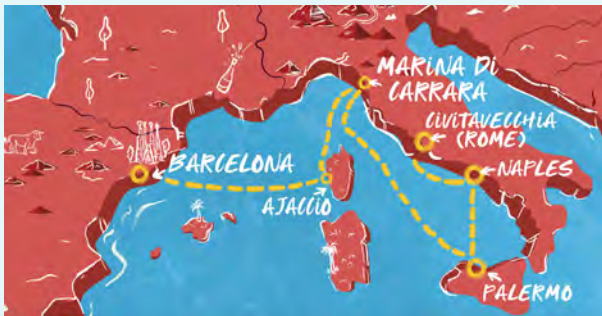 MARINA DI
CARRARA
CIVITAVECCHIA
(ROME)
BARCELONA
NAPLES
AJACCIO
PALERMO